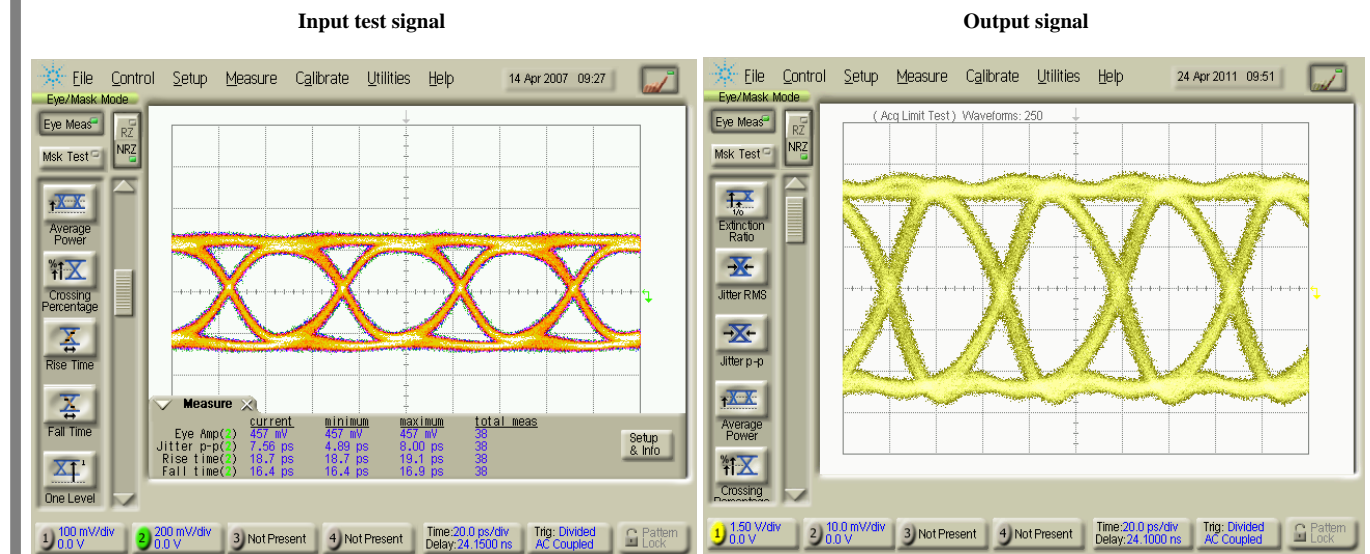 Input test signal
Output signal
File Control Setup Measure Calibrate Utilities Help 14 Apr 2007 09:27
Eye/Mask Mode
Eye Meas
Msk Test
RZ
NRZ
Average
Power
Crossing
Percentage
Rise Time
Fall Time
One Level
Measure
current minimum maximum total meas
Eye Amp(2) 457 mV 457 mV 457 mV 38
Jitter p-p(2) 7.56 ps 4.89 ps 8.00 ps 38
Rise time(2) 18.7 ps 18.7 ps 19.1 ps 38
Fall time(2) 16.4 ps 16.4 ps 16.9 ps 38
Setup
& Info
1) 100 mV/div
0.0 V
2) 200 mV/div
0.0 V
3) Not Present
4) Not Present
Time:20.0 ps/div
Delay:24.1500 ns
Trig: Divided
AC Coupled
Pattern
Lock
File Control Setup Measure Calibrate Utilities Help 24 Apr 2011 09:51
Eye/Mask Mode
Eye Meas
Msk Test
RZ
NRZ
( Acq Limit Test ) Waveforms: 250
1/0
Extinction
Ratio
Jitter RMS
Jitter p-p
Average
Power
Crossing
Percentage
1) 1.50 V/div
0.0 V
2) 10.0 mV/div
0.0 V
3) Not Present
4) Not Present
Time:20.0 ps/div
Delay:24.1000 ns
Trig: Divided
AC Coupled
Pattern
Lock